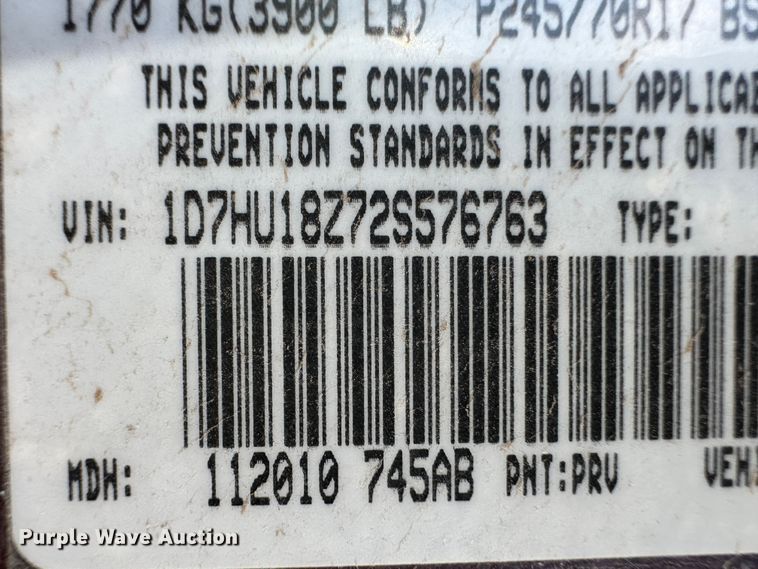 1770 KG(3900 LB) P245/70R17 BS
THIS VEHICLE CONFORMS TO ALL APPLICAB
PREVENTION STANDARDS IN EFFECT ON TH
VIN: 1D7HU18Z72S576763 TYPE:
MDH: 112010 745AB PNT:PRV VEHI
Purple Wave Auction